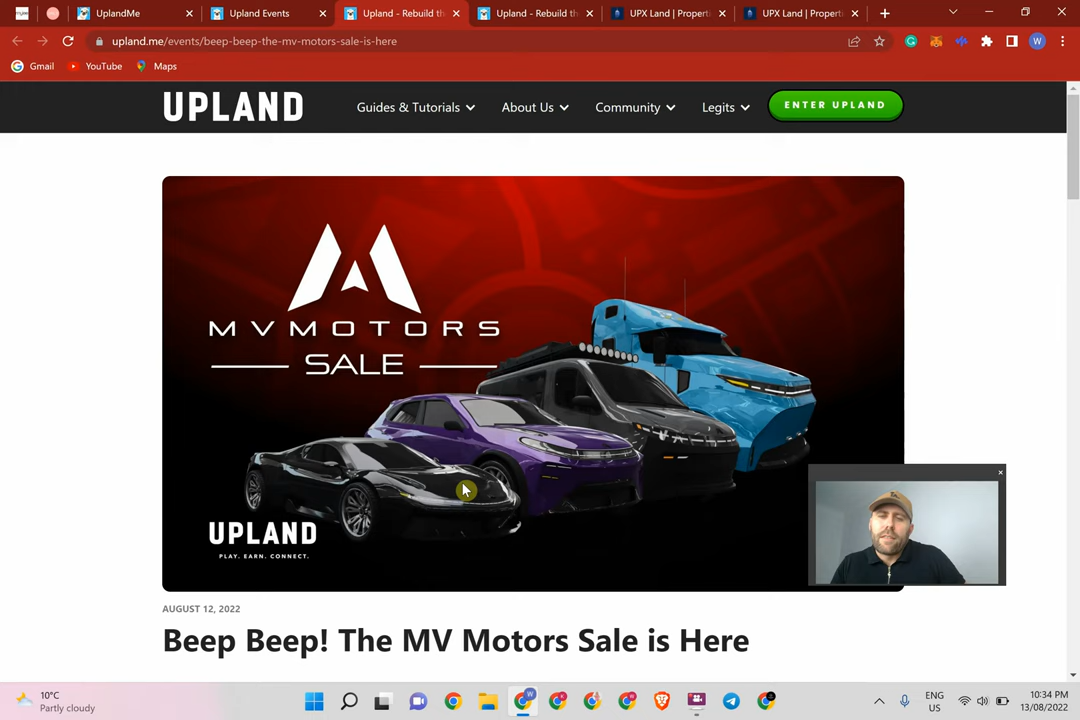 UplandMe
Upland Events
Upland - Rebuild th
Upland - Rebuild th
UPX Land | Properti
UPX Land | Properti
upland.me/events/beep-beep-the-mv-motors-sale-is-here
W
Gmail
YouTube
Maps
UPLAND
Guides & Tutorials
About Us
Community
Legits
ENTER UPLAND
MVMOTORS
SALE
UPLAND
PLAY. EARN. CONNECT.
AUGUST 12, 2022
Beep Beep! The MV Motors Sale is Here
10°C
Partly cloudy
ENG
US
10:34 PM
13/08/2022